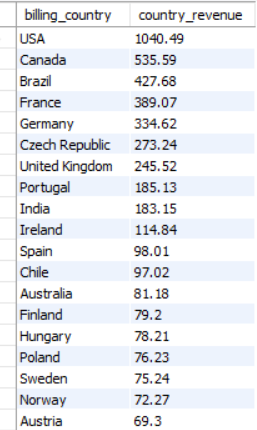 billing_country country_revenue
USA 1040.49
Canada 535.59
Brazil 427.68
France 389.07
Germany 334.62
Czech Republic 273.24
United Kingdom 245.52
Portugal 185.13
India 183.15
Ireland 114.84
Spain 98.01
Chile 97.02
Australia 81.18
Finland 79.2
Hungary 78.21
Poland 76.23
Sweden 75.24
Norway 72.27
Austria 69.3